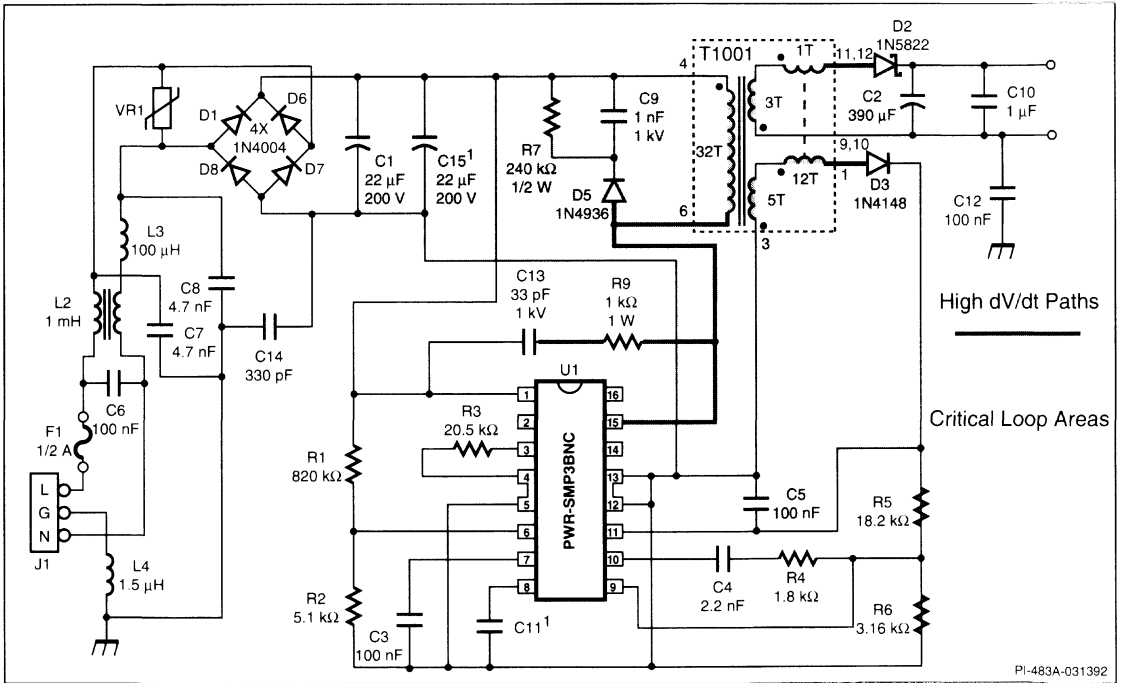 D2
1N5822
T1001
1T
11,12
4
VR1
D1
D6
4X
1N4004
D8
D7
C9
1 nF
1 kV
3T
C2
390 µF
C10
1 µF
R7
240 kΩ
1/2 W
32T
9,10
C1
22 µF
200 V
C15¹
22 µF
200 V
D5
1N4936
12T
1
D3
1N4148
5T
6
3
C12
100 nF
L3
100 µH
C8
4.7 nF
C13
33 pF
1 kV
R9
1 kΩ
1 W
High dV/dt Paths
L2
1 mH
C7
4.7 nF
C14
330 pF
U1
1
16
C6
100 nF
R3
20.5 kΩ
2
15
Critical Loop Areas
F1
1/2 A
3
14
R1
820 kΩ
4
13
C5
100 nF
R5
18.2 kΩ
5
12
PWR-SMP3BNC
L
G
N
J1
6
11
7
10
L4
1.5 µH
8
9
C4
2.2 nF
R4
1.8 kΩ
R2
5.1 kΩ
R6
3.16 kΩ
C3
100 nF
C11¹
PI-483A-031392